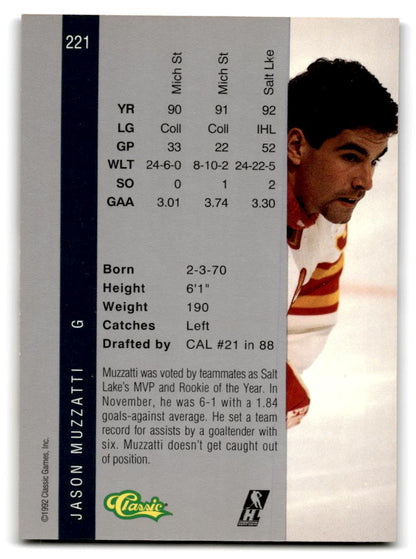 221
Mich St Mich St Salt Lke
YR 90 91 92
LG Coll Coll IHL
GP 33 22 52
WLT 24-6-0 8-10-2 24-22-5
SO 0 1 2
GAA 3.01 3.74 3.30
Born 2-3-70
Height 6'1"
Weight 190
Catches Left
Drafted by CAL #21 in 88
Muzzatti was voted by teammates as Salt
Lake's MVP and Rookie of the Year. In
November, he was 6-1 with a 1.84
goals-against average. He set a team
record for assists by a goaltender with
six. Muzzatti doesn't get caught out
of position.
JASON MUZZATTI G
©1992 Classic Games, Inc.
Classic
HL